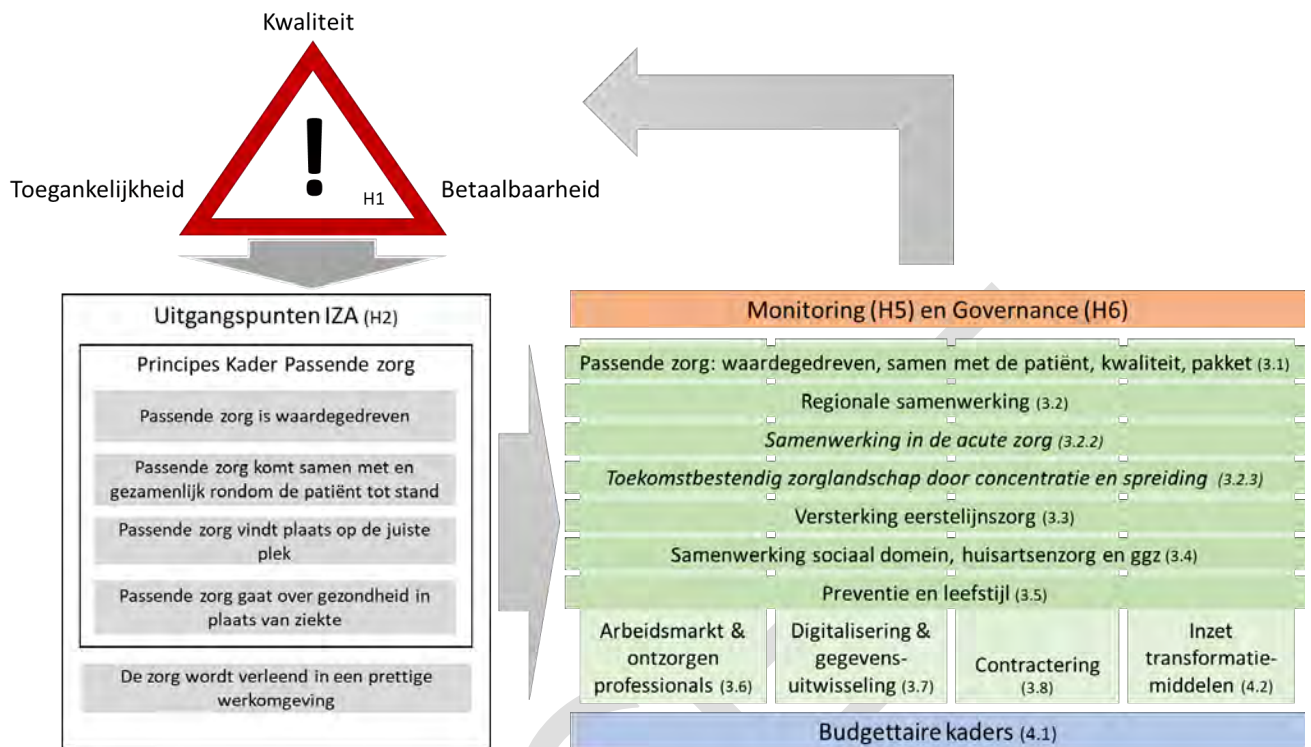 Kwaliteit
!
H1
Toegankelijkheid
Betaalbaarheid
Uitgangspunten IZA (H2)
Principes Kader Passende zorg
Passende zorg is waardegedreven
Passende zorg komt samen met en
gezamenlijk rondom de patiënt tot stand
Passende zorg vindt plaats op de juiste
plek
Passende zorg gaat over gezondheid in
plaats van ziekte
De zorg wordt verleend in een prettige
werkomgeving
Monitoring (H5) en Governance (H6)
Passende zorg: waardegedreven, samen met de patiënt, kwaliteit, pakket (3.1)
Regionale samenwerking (3.2)
Samenwerking in de acute zorg (3.2.2)
Toekomstbestendig zorglandschap door concentratie en spreiding (3.2.3)
Versterking eerstelijnszorg (3.3)
Samenwerking sociaal domein, huisartsenzorg en ggz (3.4)
Preventie en leefstijl (3.5)
Arbeidsmarkt &
ontzorgen
professionals (3.6)
Digitalisering &
gegevens-
uitwisseling (3.7)
Contractering
(3.8)
Inzet
transformatie-
middelen (4.2)
Budgettaire kaders (4.1)